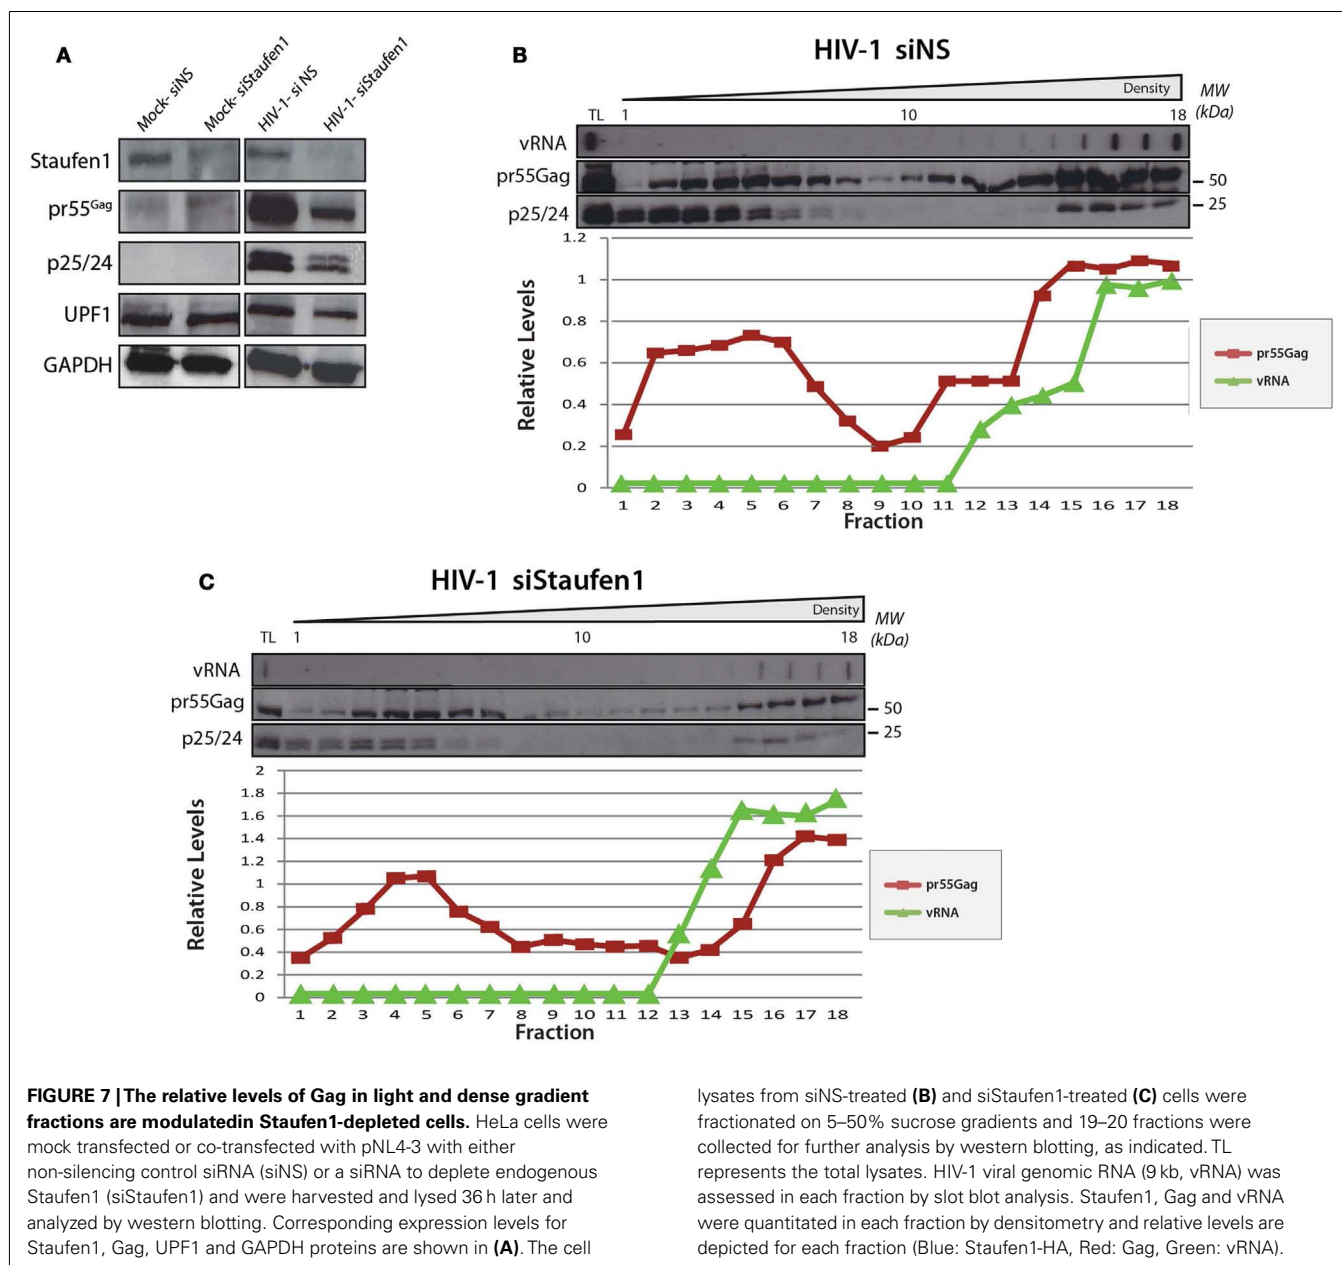 A
Mock- siNS
Mock- siStaufen1
HIV-1- si NS
HIV-1- siStaufen1
Staufen1
pr55Gag
p25/24
UPF1
GAPDH
B
HIV-1 siNS
Density
MW
(kDa)
TL 1 10 18
vRNA
pr55Gag
50
p25/24
25
1.2
1
0.8
0.6
0.4
0.2
0
Relative Levels
1 2 3 4 5 6 7 8 9 10 11 12 13 14 15 16 17 18
Fraction
pr55Gag
vRNA
C
HIV-1 siStaufen1
Density
MW
(kDa)
TL 1 10 18
vRNA
pr55Gag
50
p25/24
25
2
1.8
1.6
1.4
1.2
1
0.8
0.6
0.4
0.2
0
Relative Levels
1 2 3 4 5 6 7 8 9 10 11 12 13 14 15 16 17 18
Fraction
pr55Gag
vRNA
FIGURE 7 | The relative levels of Gag in light and dense gradient
fractions are modulatedin Staufen1-depleted cells. HeLa cells were
mock transfected or co-transfected with pNL4-3 with either
non-silencing control siRNA (siNS) or a siRNA to deplete endogenous
Staufen1 (siStaufen1) and were harvested and lysed 36 h later and
analyzed by western blotting. Corresponding expression levels for
Staufen1, Gag, UPF1 and GAPDH proteins are shown in (A). The cell
lysates from siNS-treated (B) and siStaufen1-treated (C) cells were
fractionated on 5–50% sucrose gradients and 19–20 fractions were
collected for further analysis by western blotting, as indicated. TL
represents the total lysates. HIV-1 viral genomic RNA (9 kb, vRNA) was
assessed in each fraction by slot blot analysis. Staufen1, Gag and vRNA
were quantitated in each fraction by densitometry and relative levels are
depicted for each fraction (Blue: Staufen1-HA, Red: Gag, Green: vRNA).